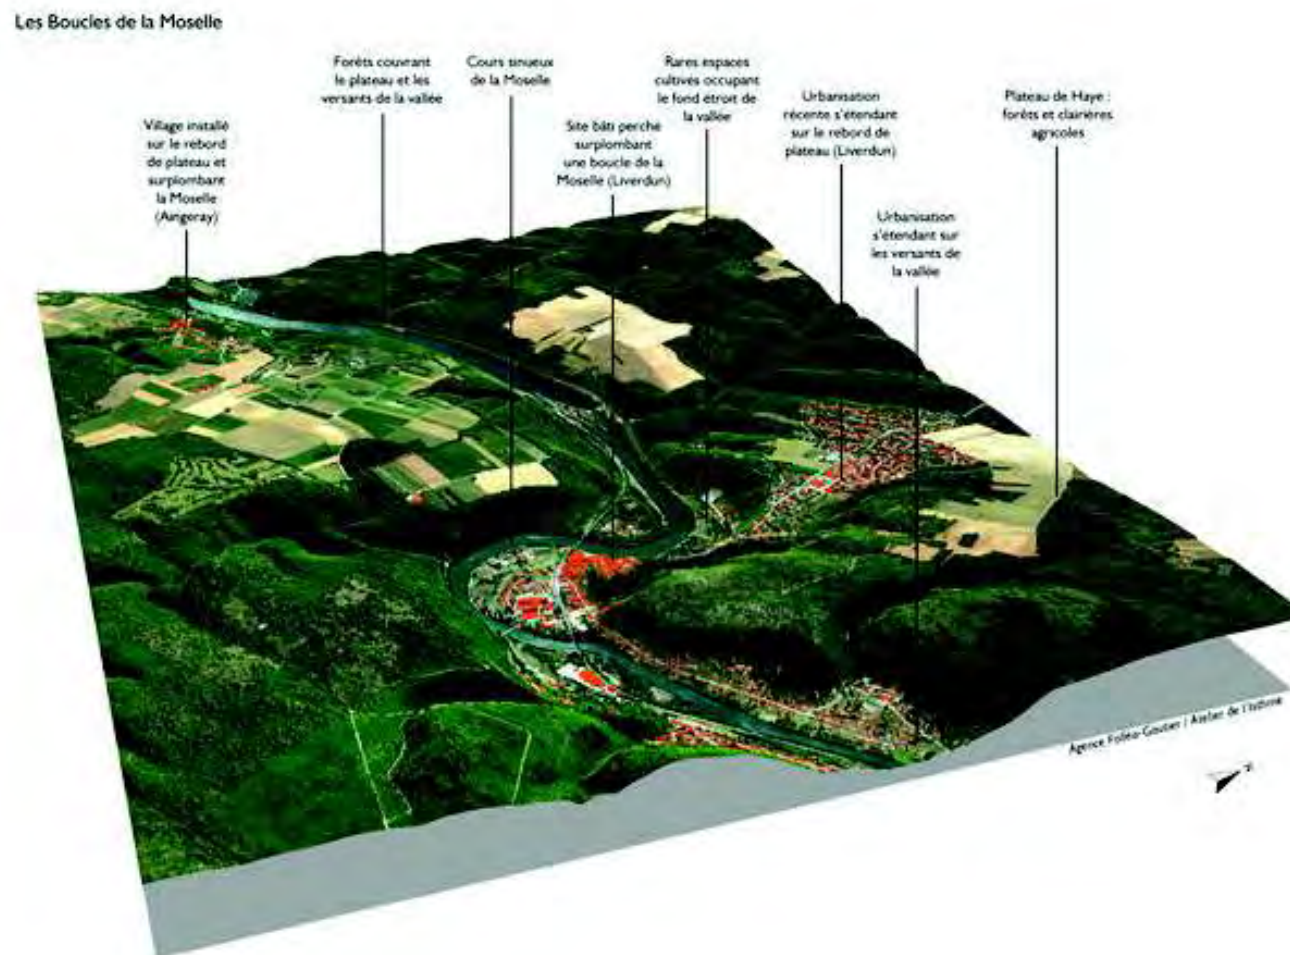 Les Boucles de la Moselle
Forêts couvrant
le plateau et les
versants de la vallée
Cours sinueux
de la Moselle
Rares espaces
cultivés occupant
le fond étroit de
la vallée
Urbanisation
récente s'étendant
sur le rebord de
plateau (Liverdun)
Plateau de Haye :
forêts et clairières
agricoles
Village installé
sur le rebord
de plateau et
surplombant
la Moselle
(Aingeray)
Site bâti perché
surplombant
une boucle de la
Moselle (Liverdun)
Urbanisation
s'étendant sur
les versants de
la vallée
Agence Folléa-Gautier / Atelier de l'Isthme
N